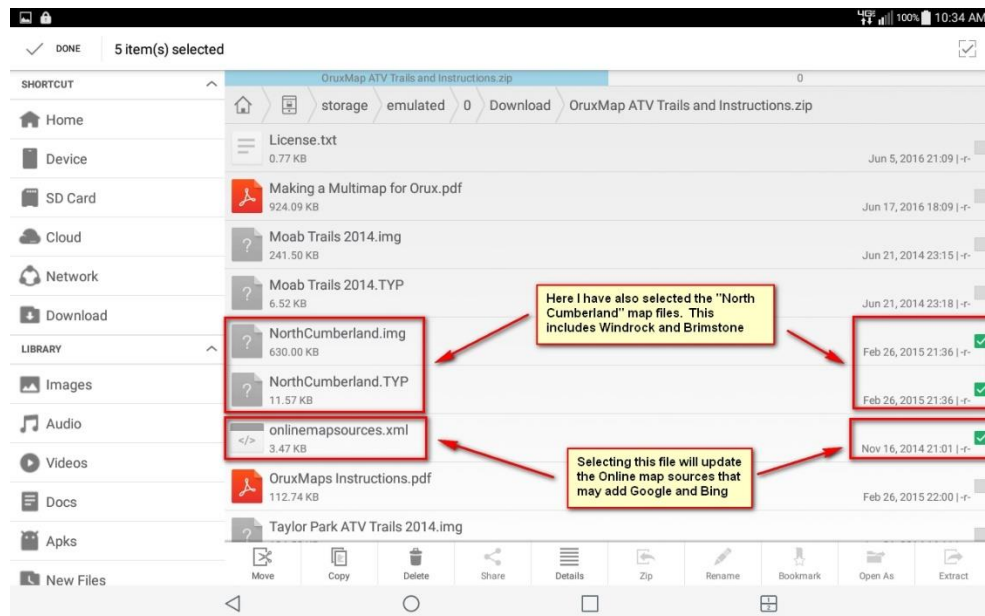 4GE 100% 10:34 AM
DONE 5 item(s) selected
SHORTCUT
Home
Device
SD Card
Cloud
Network
Download
LIBRARY
Images
Audio
Videos
Docs
Apks
New Files
OruxMap ATV Trails and Instructions.zip 0
storage emulated 0 Download OruxMap ATV Trails and Instructions.zip
License.txt
0.77 KB Jun 5, 2016 21:09 | -r-
Making a Multimap for Orux.pdf
924.09 KB Jun 17, 2016 18:09 | -r-
Moab Trails 2014.img
241.50 KB Jun 21, 2014 23:15 | -r-
Moab Trails 2014.TYP
6.52 KB Jun 21, 2014 23:18 | -r-
Here I have also selected the "North
Cumberland" map files. This
includes Windrock and Brimstone
NorthCumberland.img
630.00 KB Feb 26, 2015 21:36 | -r-
NorthCumberland.TYP
11.57 KB Feb 26, 2015 21:36 | -r-
onlinemapsources.xml
3.47 KB Nov 16, 2014 21:01 | -r-
Selecting this file will update
the Online map sources that
may add Google and Bing
OruxMaps Instructions.pdf
112.74 KB Feb 26, 2015 22:00 | -r-
Taylor Park ATV Trails 2014.img
Move Copy Delete Share Details Zip Rename Bookmark Open As Extract